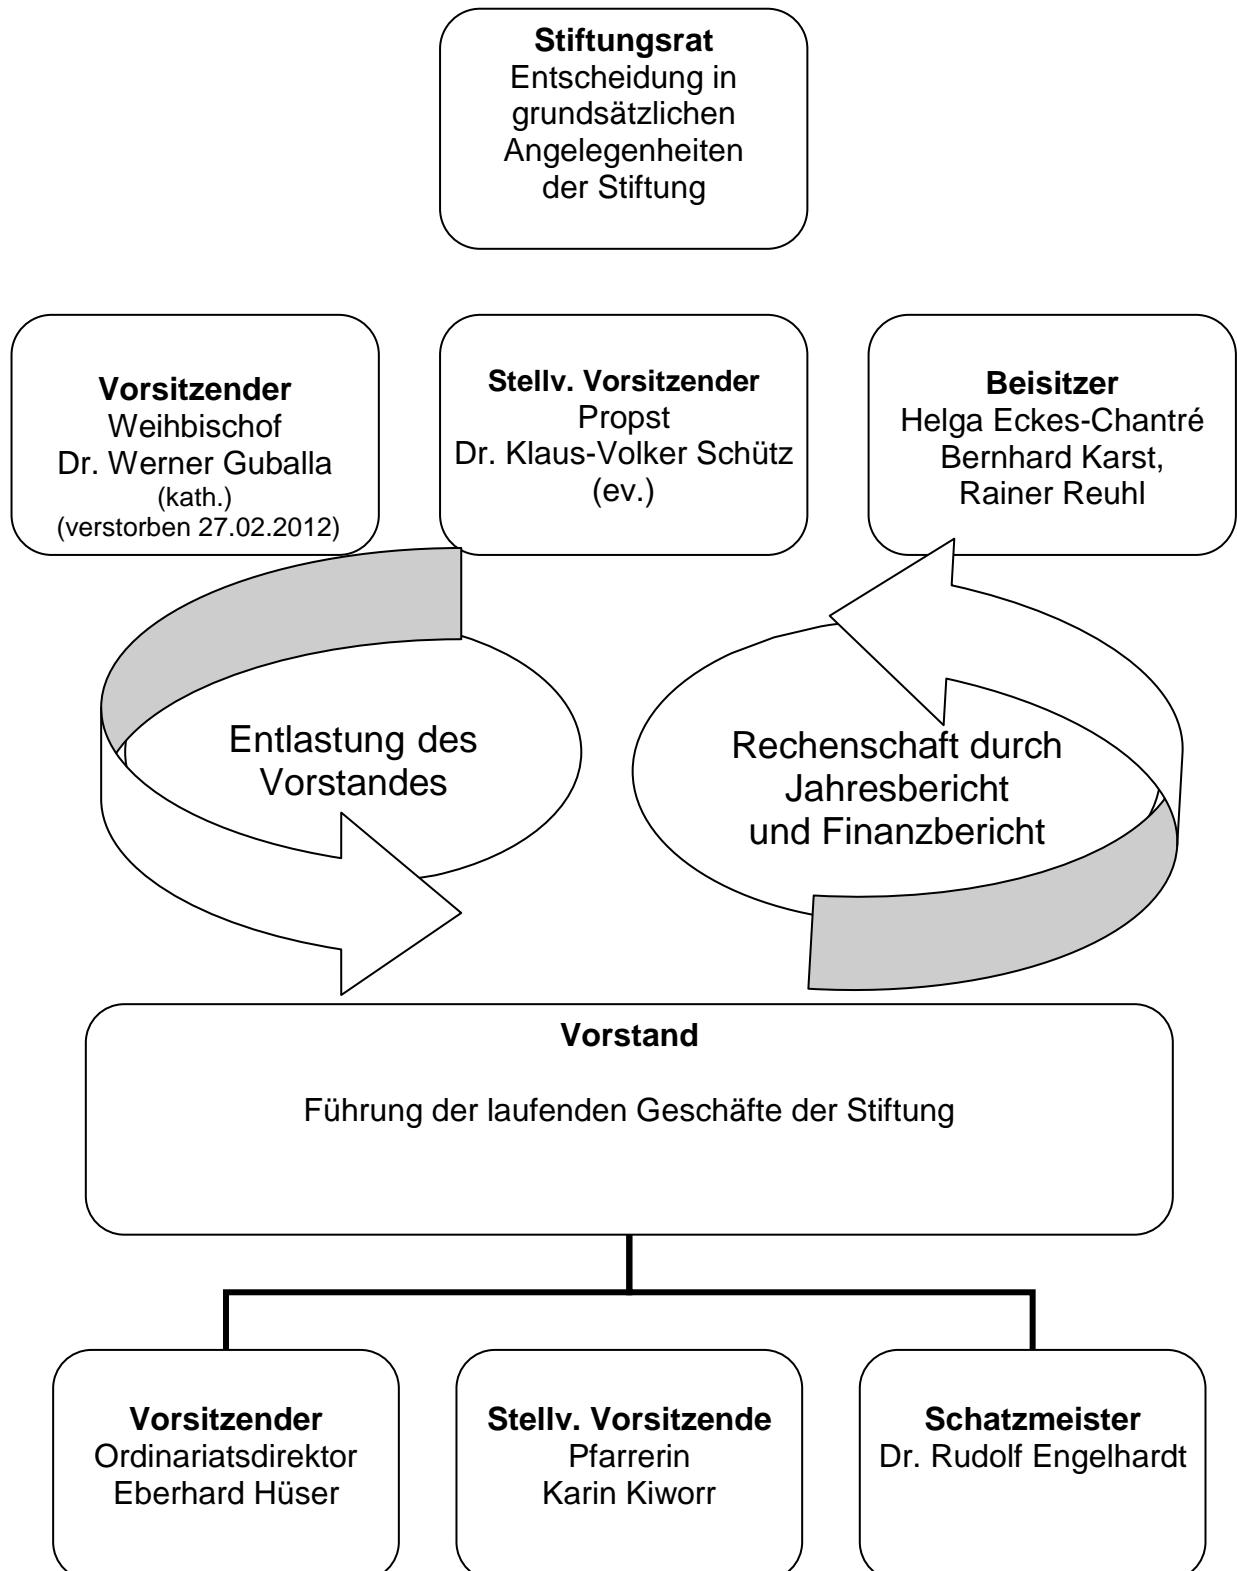 Stiftungsrat
Entscheidung in
grundsätzlichen
Angelegenheiten
der Stiftung
Vorsitzender
Weihbischof
Dr. Werner Guballa
(kath.)
(verstorben 27.02.2012)
Stellv. Vorsitzender
Propst
Dr. Klaus-Volker Schütz
(ev.)
Beisitzer
Helga Eckes-Chantré
Bernhard Karst,
Rainer Reuhl
Entlastung des
Vorstandes
Rechenschaft durch
Jahresbericht
und Finanzbericht
Vorstand
Führung der laufenden Geschäfte der Stiftung
Vorsitzender
Ordinariatsdirektor
Eberhard Hüser
Stellv. Vorsitzende
Pfarrerin
Karin Kiworr
Schatzmeister
Dr. Rudolf Engelhardt